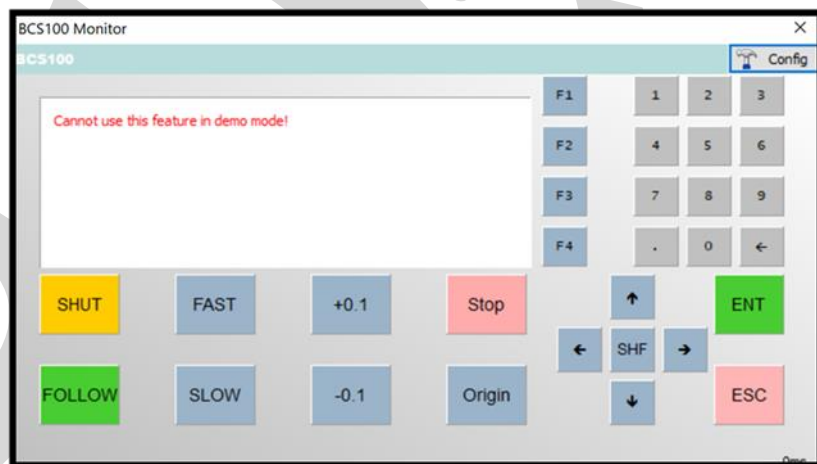 BCS100 Monitor ×
BCS100 Config
Cannot use this feature in demo mode!
F1 1 2 3
F2 4 5 6
F3 7 8 9
F4 . 0 ←
SHUT FAST +0.1 Stop ↑ ENT
← SHF →
FOLLOW SLOW -0.1 Origin ↓ ESC
0ms